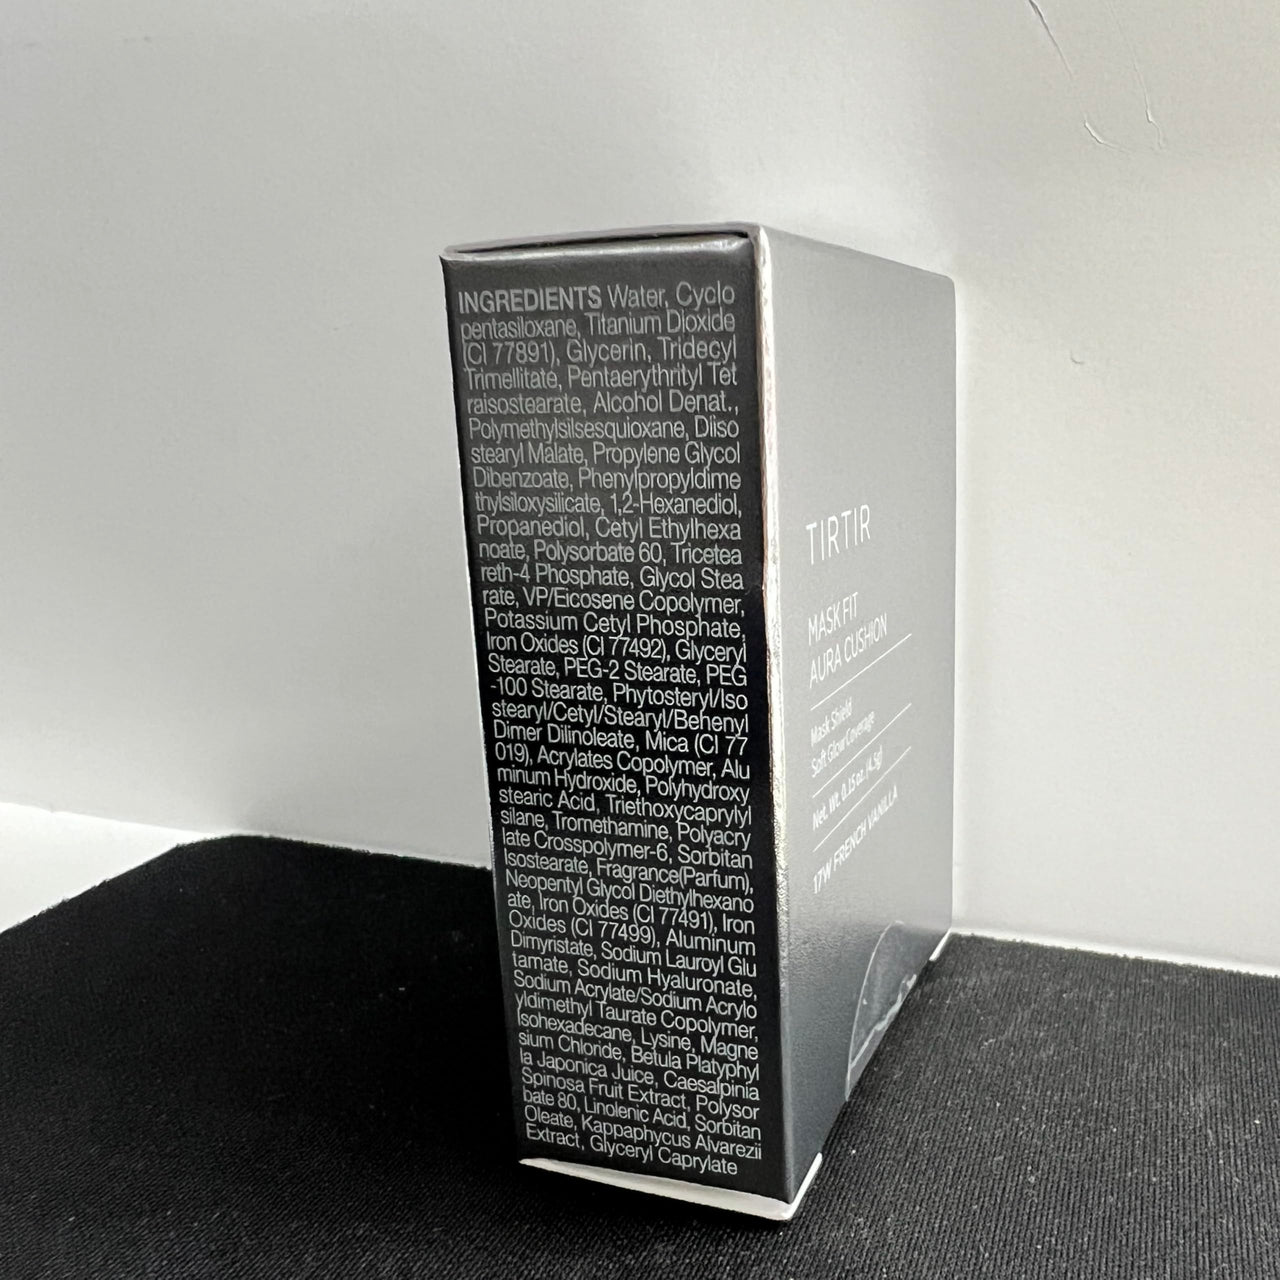 INGREDIENTS Water, Cyclo
pentasiloxane, Titanium Dioxide
(CI 77891), Glycerin, Tridecyl
Trimellitate, Pentaerythrityl Tet
raisostearate, Alcohol Denat.,
Polymethylsilsesquioxane, Diiso
stearyl Malate, Propylene Glycol
Dibenzoate, Phenylpropyldime
thylsiloxysilicate, 1,2-Hexanediol,
Propanediol, Cetyl Ethylhexa
noate, Polysorbate 60, Tricetea
reth-4 Phosphate, Glycol Stea
rate, VP/Eicosene Copolymer,
Potassium Cetyl Phosphate,
Iron Oxides (CI 77492), Glyceryl
Stearate, PEG-2 Stearate, PEG
-100 Stearate, Phytosteryl/Iso
stearyl/Cetyl/Stearyl/Behenyl
Dimer Dilinoleate, Mica (CI 77
019), Acrylates Copolymer, Alu
minum Hydroxide, Polyhydroxy
stearic Acid, Triethoxycaprylyl
silane, Tromethamine, Polyacry
late Crosspolymer-6, Sorbitan
Isostearate, Fragrance(Parfum),
Neopentyl Glycol Diethylhexano
ate, Iron Oxides (CI 77491), Iron
Oxides (CI 77499), Aluminum
Dimyristate, Sodium Lauroyl Glu
tamate, Sodium Hyaluronate,
Sodium Acrylate/Sodium Acrylo
yldimethyl Taurate Copolymer,
Isohexadecane, Lysine, Magne
sium Chloride, Betula Platyphyl
la Japonica Juice, Caesalpinia
Spinosa Fruit Extract, Polysor
bate 80, Linolenic Acid, Sorbitan
Oleate, Kappaphycus Alvarezii
Extract, Glyceryl Caprylate
TIRTIR
MASK FIT
AURA CUSHION
Mask Shield
Soft Glow Coverage
Net. Wt. 0.15 oz. (4.5g)
17W FRENCH VANILLA